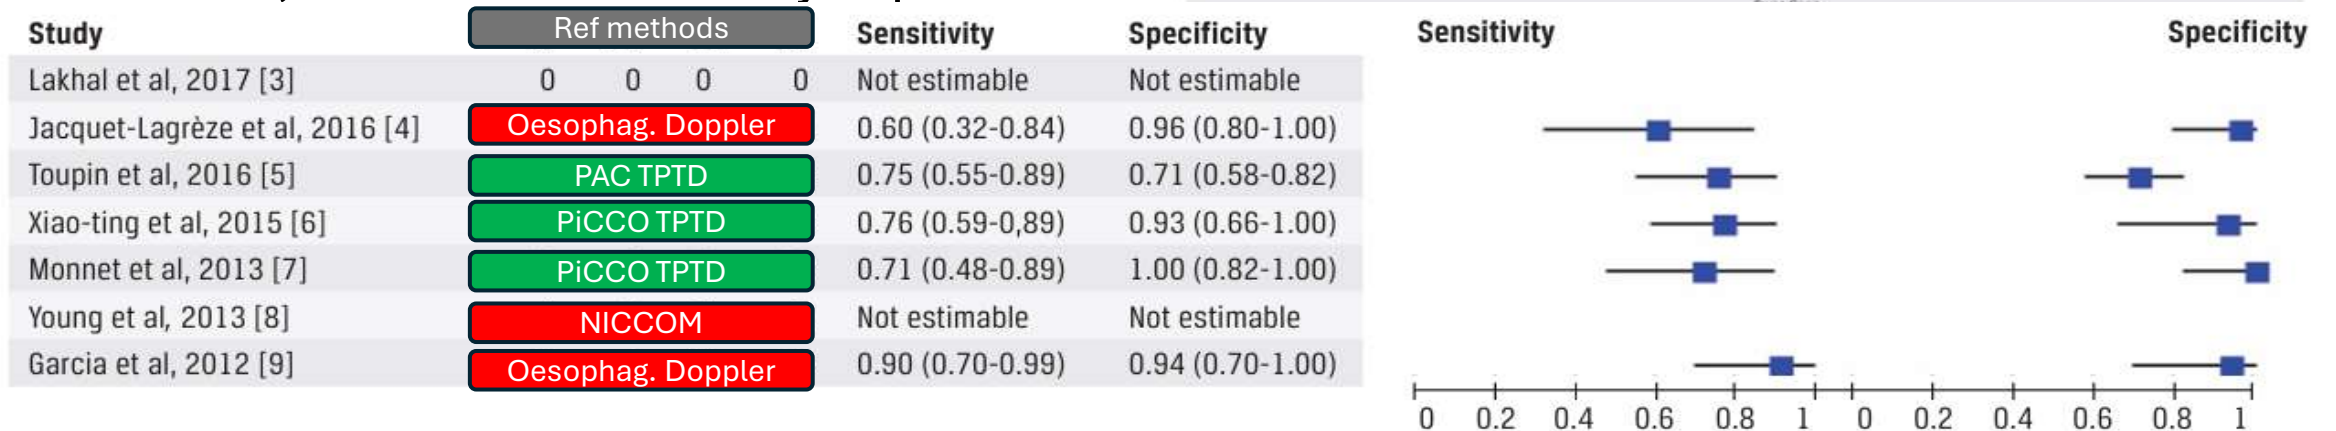 Study Ref methods Sensitivity Specificity Sensitivity Specificity
Lakhal et al, 2017 [3] 0 0 0 0 Not estimable Not estimable
Jacquet-Lagrèze et al, 2016 [4] Oesophag. Doppler 0.60 (0.32-0.84) 0.96 (0.80-1.00)
Toupin et al, 2016 [5] PAC TPTD 0.75 (0.55-0.89) 0.71 (0.58-0.82)
Xiao-ting et al, 2015 [6] PiCCO TPTD 0.76 (0.59-0,89) 0.93 (0.66-1.00)
Monnet et al, 2013 [7] PiCCO TPTD 0.71 (0.48-0.89) 1.00 (0.82-1.00)
Young et al, 2013 [8] NICCOM Not estimable Not estimable
Garcia et al, 2012 [9] Oesophag. Doppler 0.90 (0.70-0.99) 0.94 (0.70-1.00)
0 0.2 0.4 0.6 0.8 1 0 0.2 0.4 0.6 0.8 1